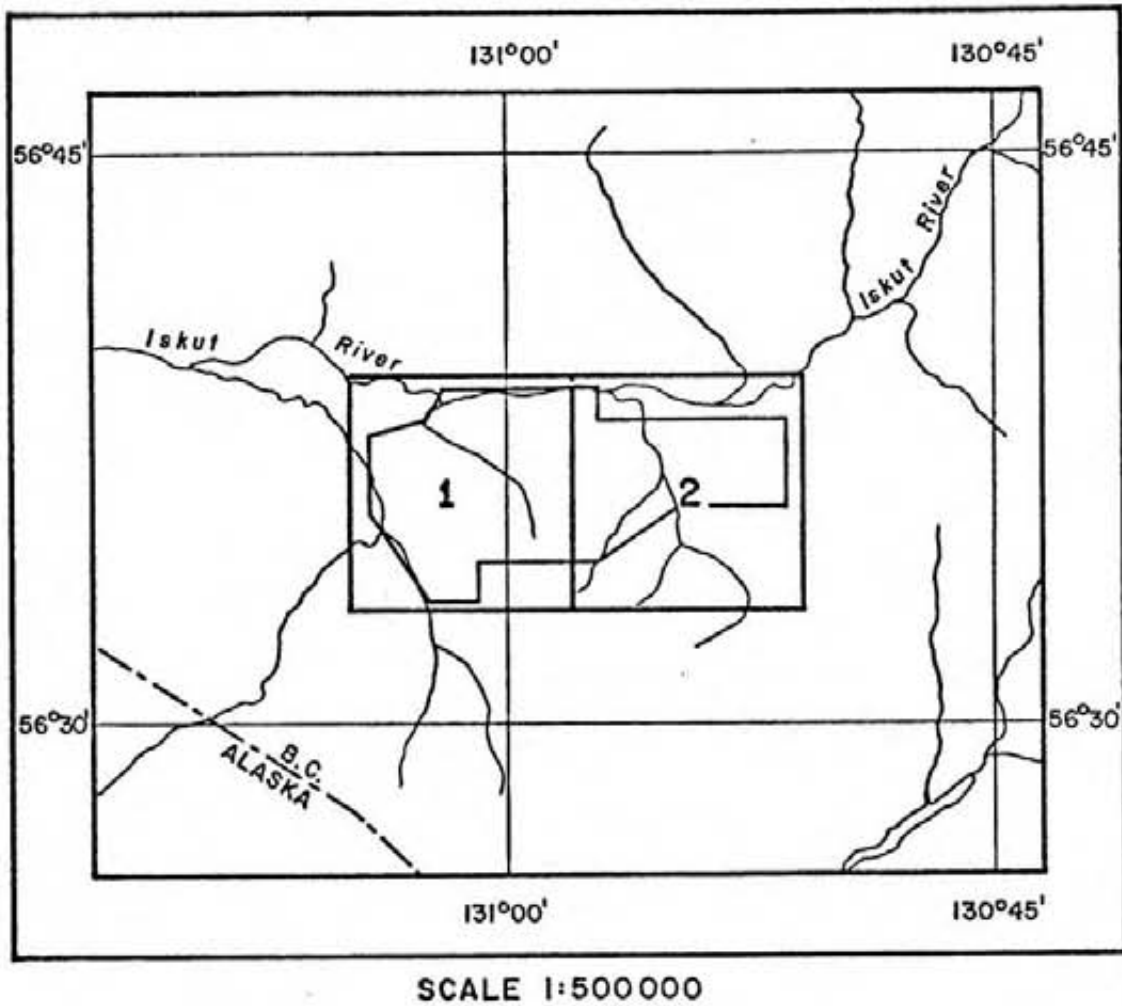 131°00' 130°45'
56°45' 56°45'
Iskut River
Iskut River
1 2
56°30' 56°30'
B.C.
ALASKA
131°00' 130°45'
SCALE 1:500000